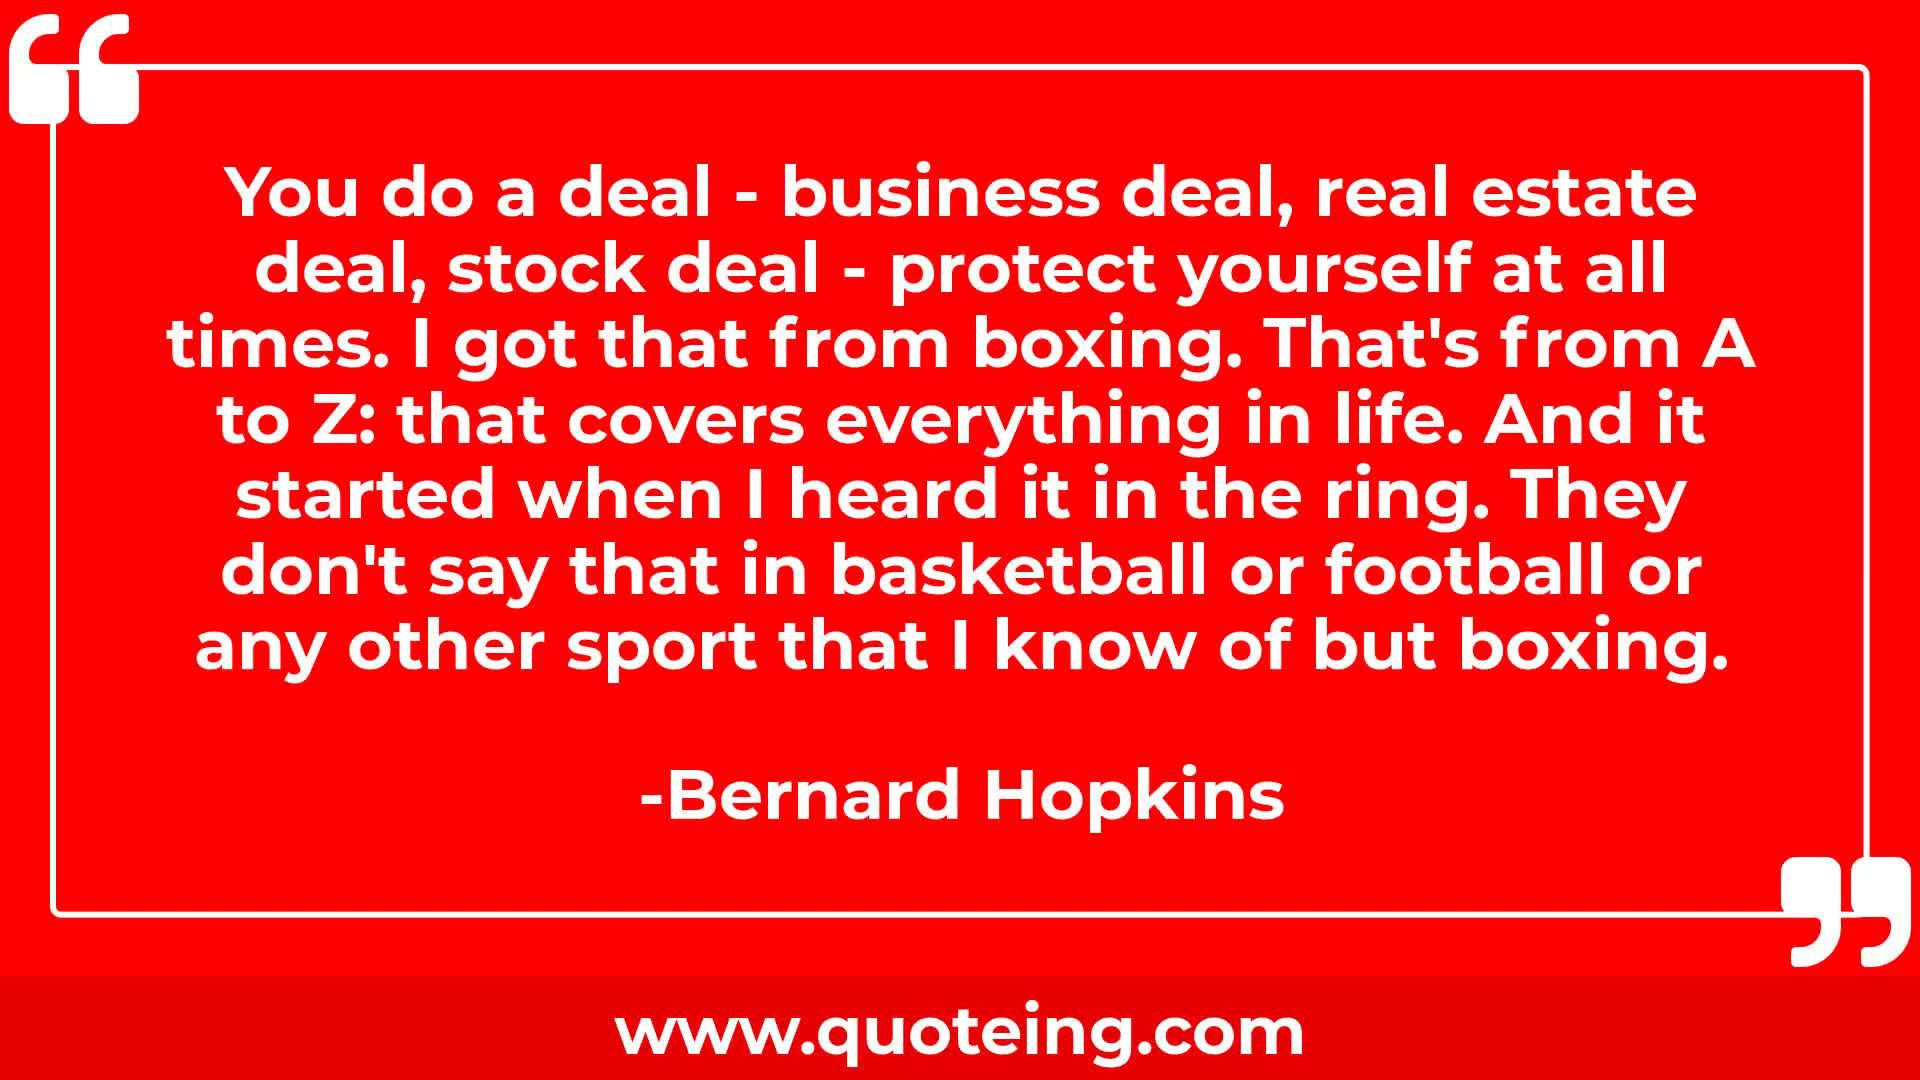 You do a deal - business deal, real estate
deal, stock deal - protect yourself at all
times. I got that from boxing. That's from A
to Z: that covers everything in life. And it
started when I heard it in the ring. They
don't say that in basketball or football or
any other sport that I know of but boxing.
-Bernard Hopkins
www.quoteing.com